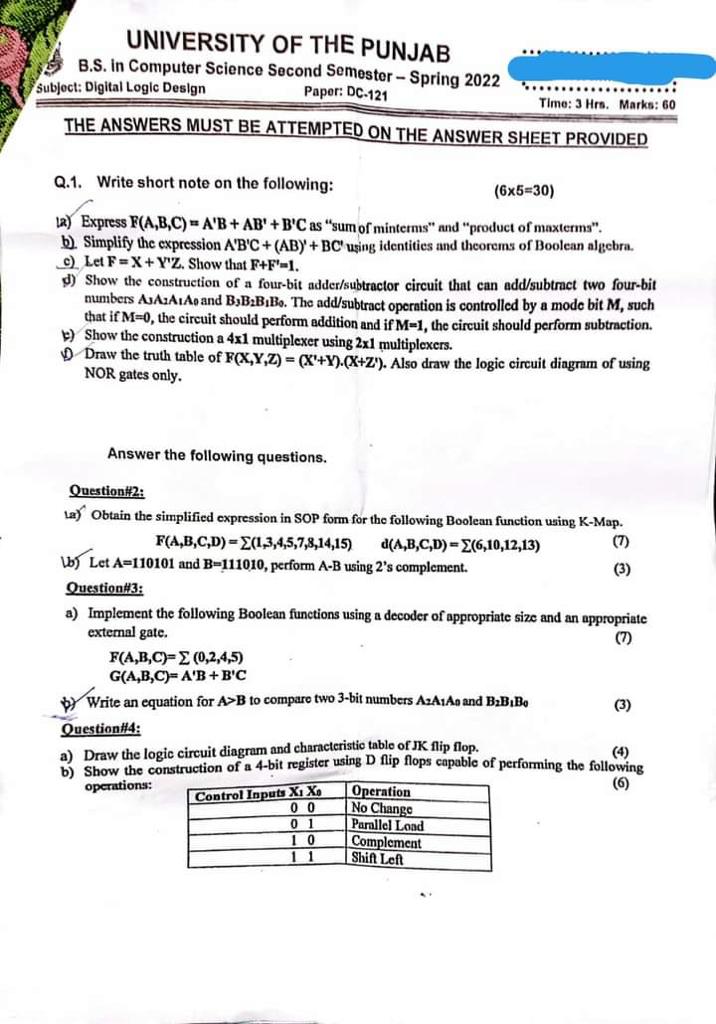 UNIVERSITY OF THE PUNJAB
B.S. in Computer Science Second Semester – Spring 2022
Subject: Digital Logic Design Paper: DC-121
Time: 3 Hrs. Marks: 60
THE ANSWERS MUST BE ATTEMPTED ON THE ANSWER SHEET PROVIDED
Q.1. Write short note on the following: (6x5=30)
a) Express F(A,B,C) = A'B + AB' + B'C as "sum of minterms" and "product of maxterms".
b) Simplify the expression A'B'C + (AB)' + BC' using identities and theorems of Boolean algebra.
c) Let F = X + Y'Z. Show that F+F'=1.
d) Show the construction of a four-bit adder/subtractor circuit that can add/subtract two four-bit
numbers A₃A₂A₁A₀ and B₃B₂B₁B₀. The add/subtract operation is controlled by a mode bit M, such
that if M=0, the circuit should perform addition and if M=1, the circuit should perform subtraction.
e) Show the construction a 4x1 multiplexer using 2x1 multiplexers.
f) Draw the truth table of F(X,Y,Z) = (X'+Y).(X+Z'). Also draw the logic circuit diagram of using
NOR gates only.
Answer the following questions.
Question#2:
a) Obtain the simplified expression in SOP form for the following Boolean function using K-Map.
F(A,B,C,D) = ∑(1,3,4,5,7,8,14,15) d(A,B,C,D) = ∑(6,10,12,13) (7)
b) Let A=110101 and B=111010, perform A-B using 2's complement. (3)
Question#3:
a) Implement the following Boolean functions using a decoder of appropriate size and an appropriate
external gate. (7)
F(A,B,C)= ∑ (0,2,4,5)
G(A,B,C)= A'B + B'C
b) Write an equation for A>B to compare two 3-bit numbers A₂A₁A₀ and B₂B₁B₀ (3)
Question#4:
a) Draw the logic circuit diagram and characteristic table of JK flip flop. (4)
b) Show the construction of a 4-bit register using D flip flops capable of performing the following
operations: (6)
Control Inputs X₁ X₀ Operation
0 0 No Change
0 1 Parallel Load
1 0 Complement
1 1 Shift Left